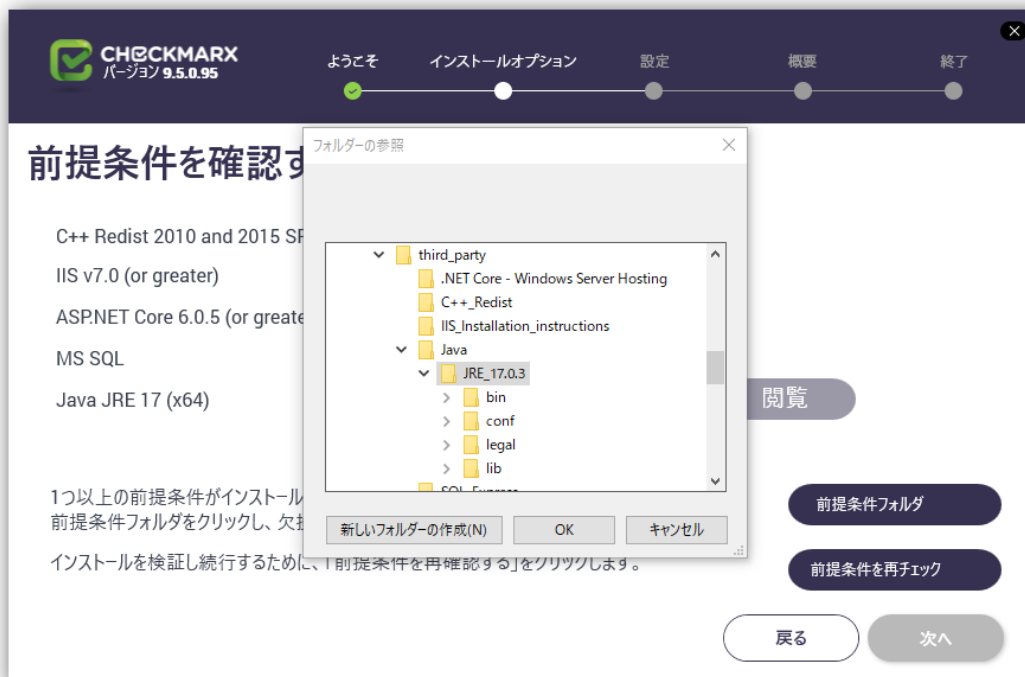 CHECKMARX
バージョン 9.5.0.95
ようこそ
インストールオプション
設定
概要
終了
前提条件を確認す
フォルダーの参照
C++ Redist 2010 and 2015 SP
IIS v7.0 (or greater)
ASP.NET Core 6.0.5 (or greate
MS SQL
Java JRE 17 (x64)
third_party
.NET Core - Windows Server Hosting
C++_Redist
IIS_Installation_instructions
Java
JRE_17.0.3
bin
conf
legal
lib
SQL_Express
閲覧
新しいフォルダーの作成(N)
OK
キャンセル
1つ以上の前提条件がインストール
前提条件フォルダをクリックし、欠
インストールを検証し続行するために、「前提条件を再確認する」をクリックします。
前提条件フォルダ
前提条件を再チェック
戻る
次へ